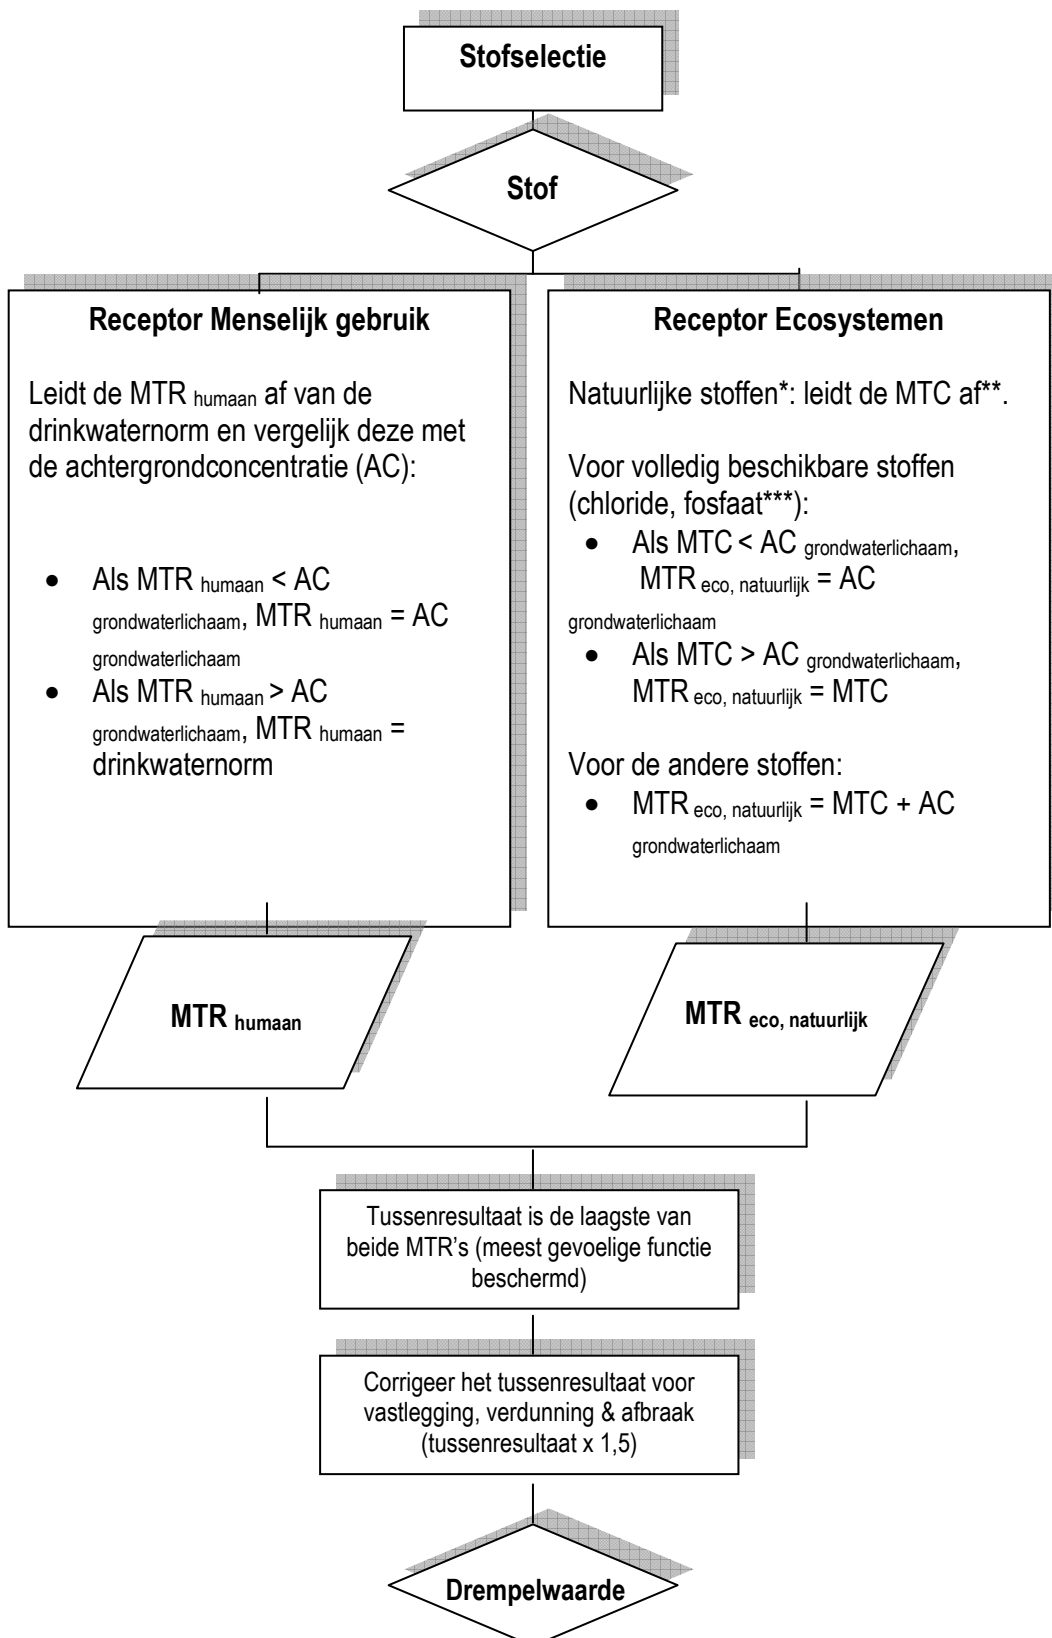 Stofselectie
Stof
Receptor Menselijk gebruik
Leidt de MTR humaan af van de
drinkwaternorm en vergelijk deze met
de achtergrondconcentratie (AC):
• Als MTR humaan < AC
grondwaterlichaam, MTR humaan = AC
grondwaterlichaam
• Als MTR humaan > AC
grondwaterlichaam, MTR humaan =
drinkwaternorm
Receptor Ecosystemen
Natuurlijke stoffen*: leidt de MTC af**.
Voor volledig beschikbare stoffen
(chloride, fosfaat***):
• Als MTC < AC grondwaterlichaam,
MTR eco, natuurlijk = AC
grondwaterlichaam
• Als MTC > AC grondwaterlichaam,
MTR eco, natuurlijk = MTC
Voor de andere stoffen:
• MTR eco, natuurlijk = MTC + AC
grondwaterlichaam
MTR humaan
MTR eco, natuurlijk
Tussenresultaat is de laagste van
beide MTR's (meest gevoelige functie
beschermd)
Corrigeer het tussenresultaat voor
vastlegging, verdunning & afbraak
(tussenresultaat x 1,5)
Drempelwaarde